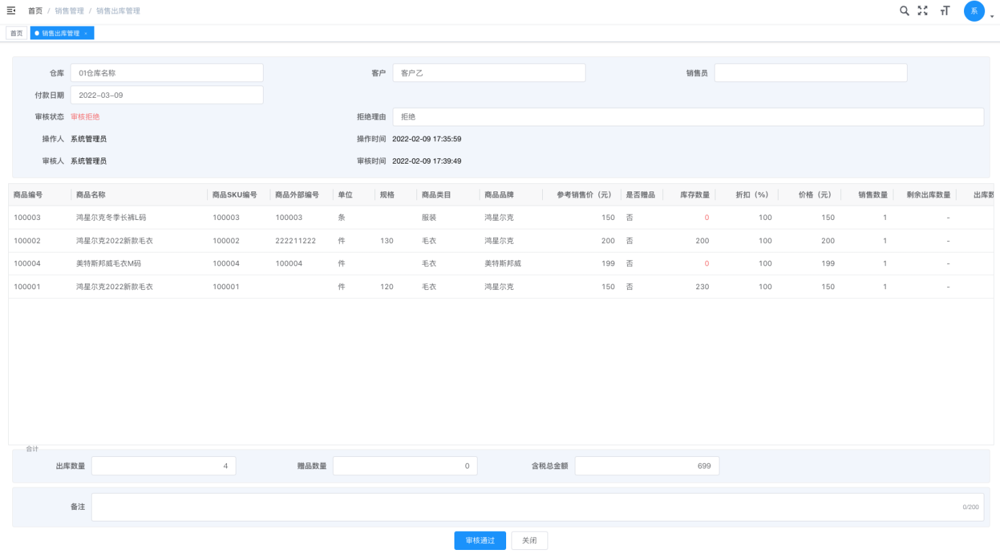 首页 / 销售管理 / 销售出库管理 系
首页 销售出库管理 ×
仓库 01仓库名称 客户 客户乙 销售员
付款日期 2022-03-09
审核状态 审核拒绝 拒绝理由 拒绝
操作人 系统管理员 操作时间 2022-02-09 17:35:59
审核人 系统管理员 审核时间 2022-02-09 17:39:49
商品编号 商品名称 商品SKU编号 商品外部编号 单位 规格 商品类目 商品品牌 参考销售价（元） 是否赠品 库存数量 折扣（%） 价格（元） 销售数量 剩余出库数量 出库数
100003 鸿星尔克冬季长裤L码 100003 100003 条 服装 鸿星尔克 150 否 0 100 150 1 -
100002 鸿星尔克2022新款毛衣 100002 222211222 件 130 毛衣 鸿星尔克 200 否 200 100 200 1 -
100004 美特斯邦威毛衣M码 100004 100004 件 毛衣 美特斯邦威 199 否 0 100 199 1 -
100001 鸿星尔克2022新款毛衣 100001 件 120 毛衣 鸿星尔克 150 否 230 100 150 1 -
合计
出库数量 4 赠品数量 0 含税总金额 699
备注 0/200
审核通过 关闭